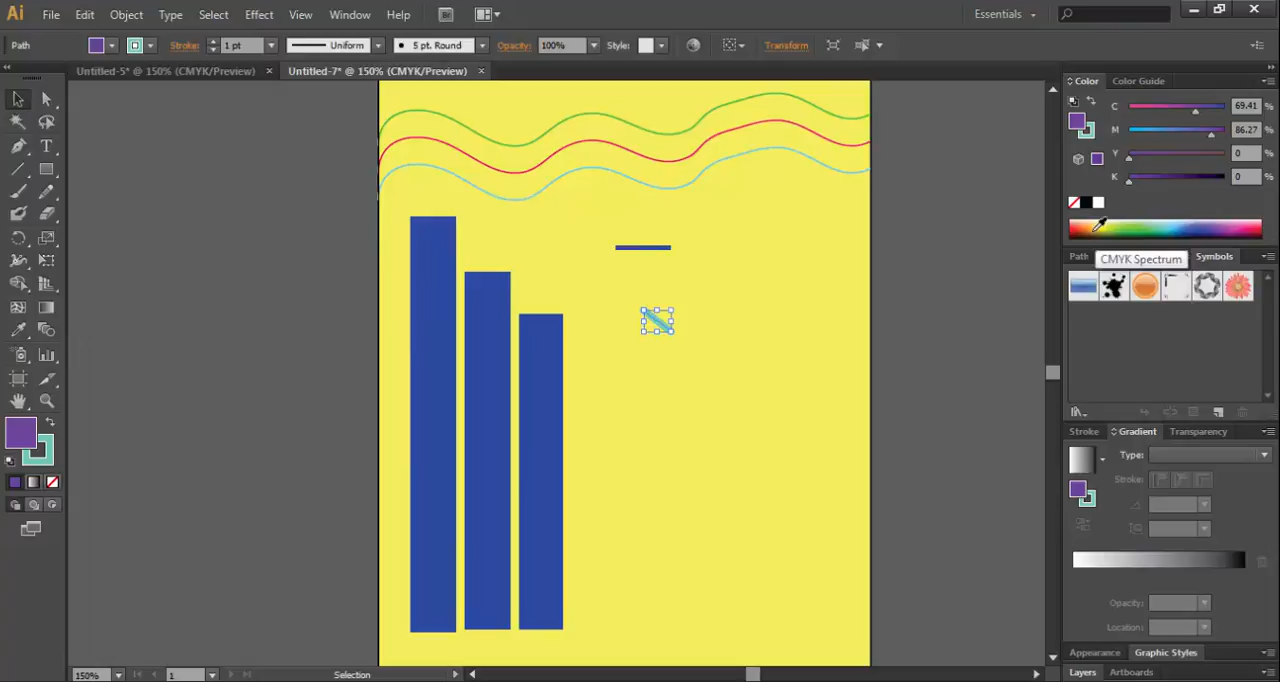 Ai File Edit Object Type Select Effect View Window Help Br Essentials
Path Stroke: 1 pt Uniform 5 pt. Round Opacity: 100% Style: Transform
Untitled-5* @ 150% (CMYK/Preview) × Untitled-7* @ 150% (CMYK/Preview) ×
Color Color Guide
C 69.41
M 86.27 %
Y 0 %
K 0 %
Path CMYK Spectrum Symbols
Stroke Gradient Transparency
Type:
Stroke:
Opacity:
Location:
Appearance Graphic Styles
Layers Artboards
150% 1 Selection